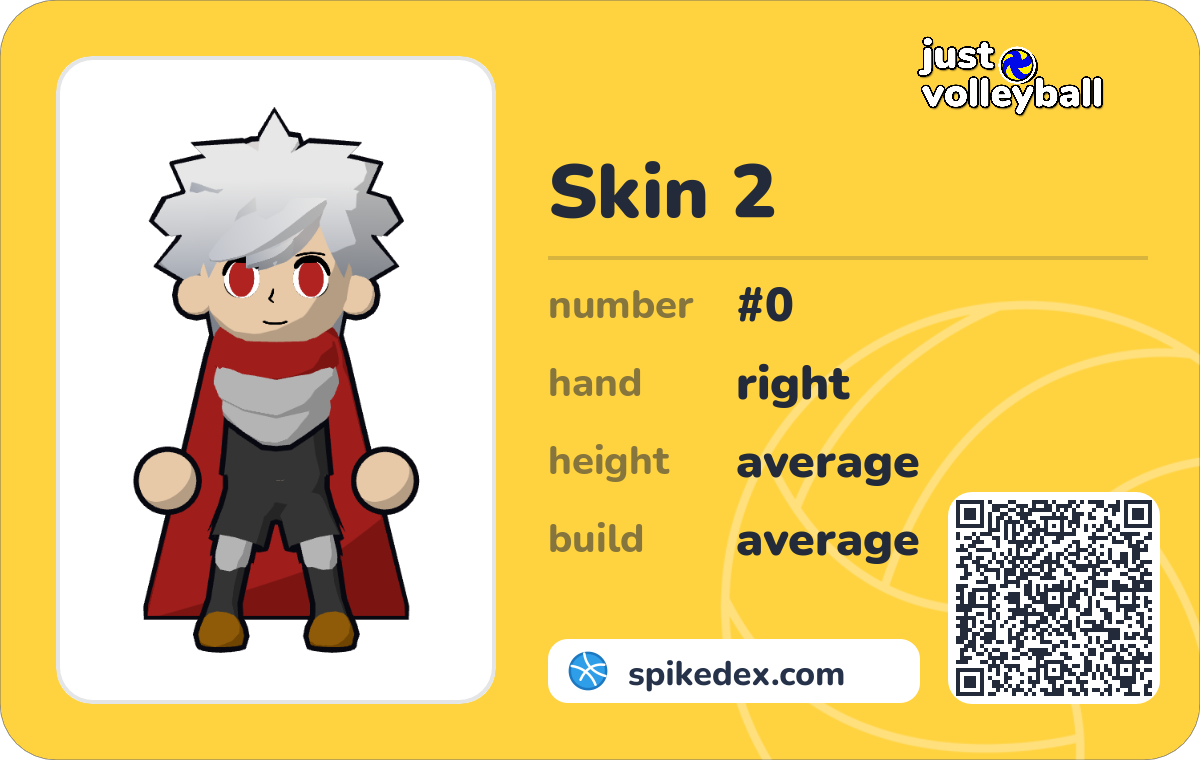 just
volleyball
Skin 2
number #0
hand right
height average
build average
spikedex.com